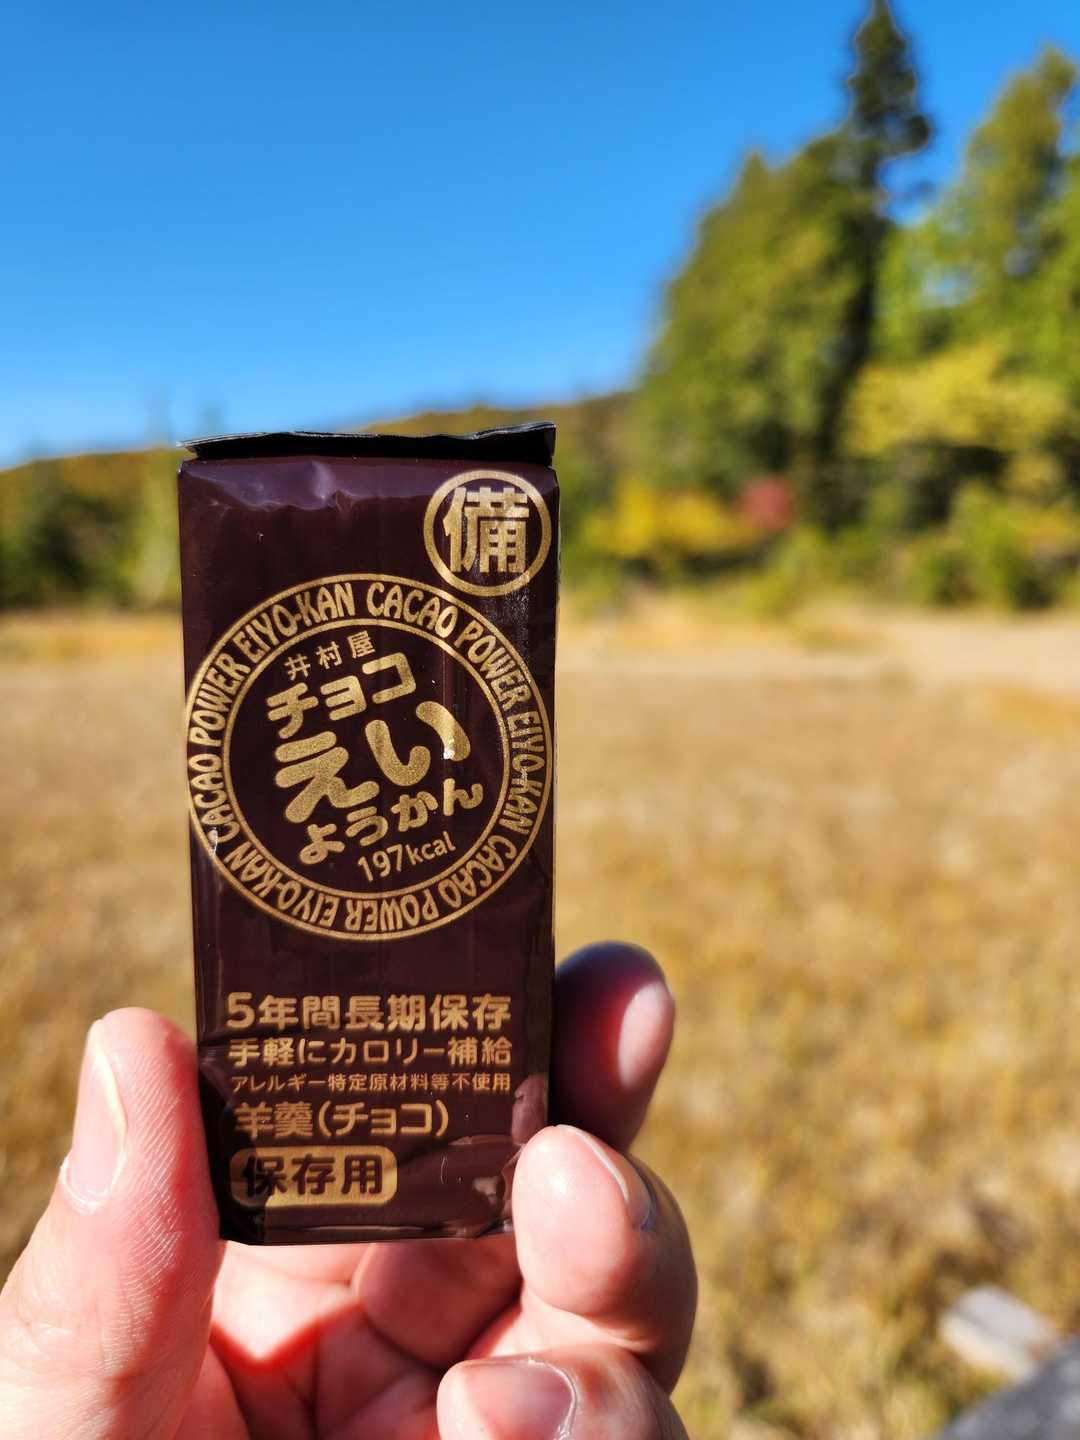 備
CACAO POWER EIYO-KAN CACAO POWER EIYO-KAN CACAO POWER EIYO-KAN
井村屋
チョコ
えい
ようかん
197kcal
5年間長期保存
手軽にカロリー補給
アレルギー特定原材料等不使用
羊羹(チョコ)
保存用